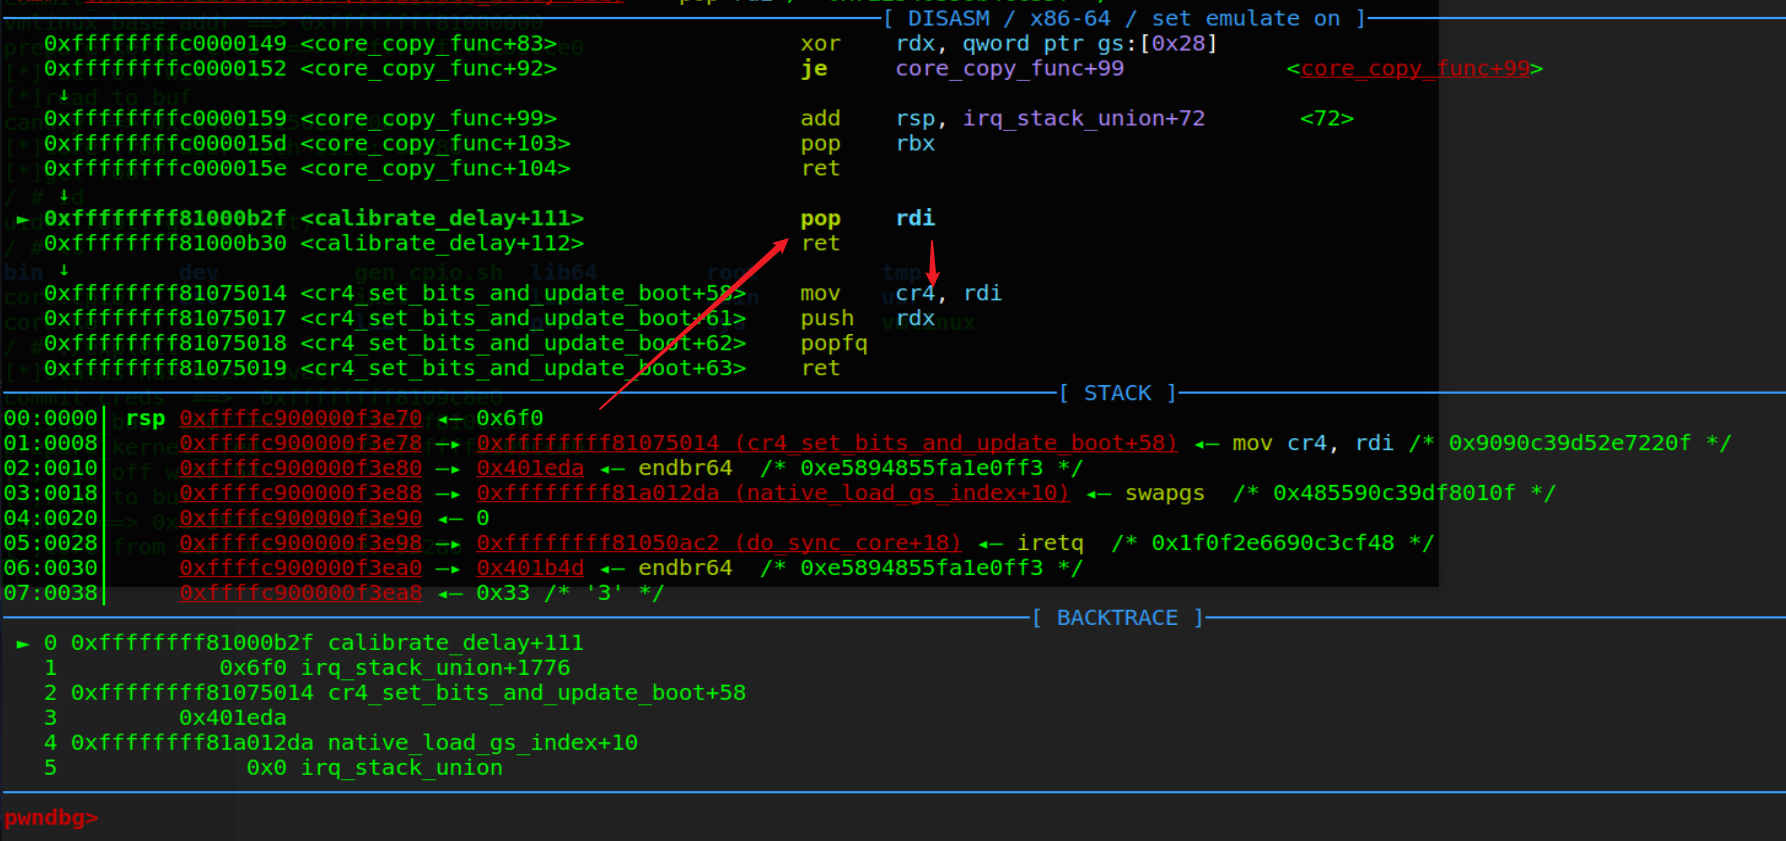 [ DISASM / x86-64 / set emulate on ]
0xffffffffc0000149 <core_copy_func+83> xor rdx, qword ptr gs:[0x28]
0xffffffffc0000152 <core_copy_func+92> je core_copy_func+99 <core_copy_func+99>
↓
0xffffffffc0000159 <core_copy_func+99> add rsp, irq_stack_union+72 <72>
0xffffffffc000015d <core_copy_func+103> pop rbx
0xffffffffc000015e <core_copy_func+104> ret
↓
► 0xffffffff81000b2f <calibrate_delay+111> pop rdi
0xffffffff81000b30 <calibrate_delay+112> ret
↓
0xffffffff81075014 <cr4_set_bits_and_update_boot+58> mov cr4, rdi
0xffffffff81075017 <cr4_set_bits_and_update_boot+61> push rdx
0xffffffff81075018 <cr4_set_bits_and_update_boot+62> popfq
0xffffffff81075019 <cr4_set_bits_and_update_boot+63> ret
[ STACK ]
00:0000│ rsp 0xffffc900000f3e70 ◂— 0x6f0
01:0008│ 0xffffc900000f3e78 —▸ 0xffffffff81075014 (cr4_set_bits_and_update_boot+58) ◂— mov cr4, rdi /* 0x9090c39d52e7220f */
02:0010│ 0xffffc900000f3e80 —▸ 0x401eda ◂— endbr64 /* 0xe5894855fa1e0ff3 */
03:0018│ 0xffffc900000f3e88 —▸ 0xffffffff81a012da (native_load_gs_index+10) ◂— swapgs /* 0x485590c39df8010f */
04:0020│ 0xffffc900000f3e90 ◂— 0
05:0028│ 0xffffc900000f3e98 —▸ 0xffffffff81050ac2 (do_sync_core+18) ◂— iretq /* 0x1f0f2e6690c3cf48 */
06:0030│ 0xffffc900000f3ea0 —▸ 0x401b4d ◂— endbr64 /* 0xe5894855fa1e0ff3 */
07:0038│ 0xffffc900000f3ea8 ◂— 0x33 /* '3' */
[ BACKTRACE ]
► 0 0xffffffff81000b2f calibrate_delay+111
1 0x6f0 irq_stack_union+1776
2 0xffffffff81075014 cr4_set_bits_and_update_boot+58
3 0x401eda
4 0xffffffff81a012da native_load_gs_index+10
5 0x0 irq_stack_union
pwndbg>